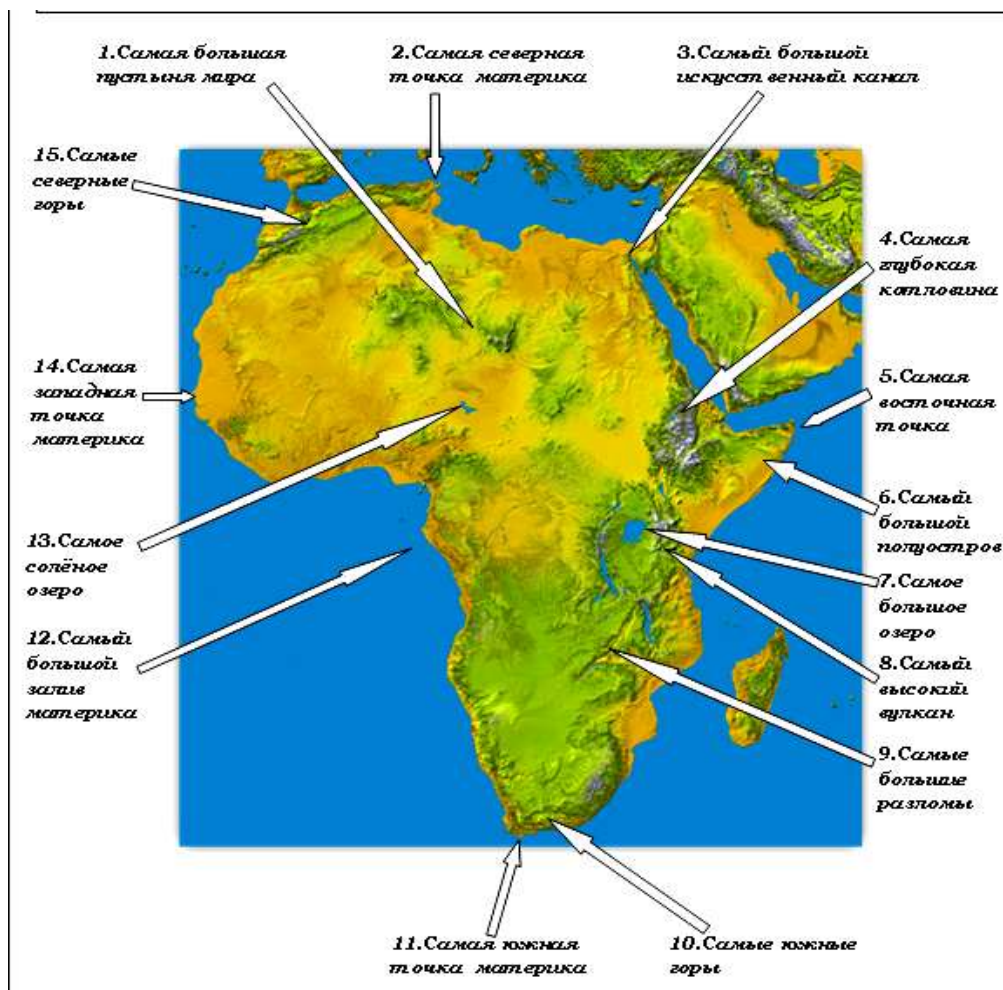 1.Самая большая
пустыня мира
2. Самая северная
точка материка
3.Самый большой
искусственный канал
4.Самая
глубокая
котловина
5.Самая
восточная
точка
6.Самый
большой
полуостров
7.Самое
большое
озеро
8.Самый
высокий
вулкан
9.Самые
большие
разломы
10.Самые южные
горы
11.Самая южная
точка материка
12.Самый
большой
залив
материка
13.Самое
солёное
озеро
14.Самая
западная
точка
материка
15.Самые
северные
горы